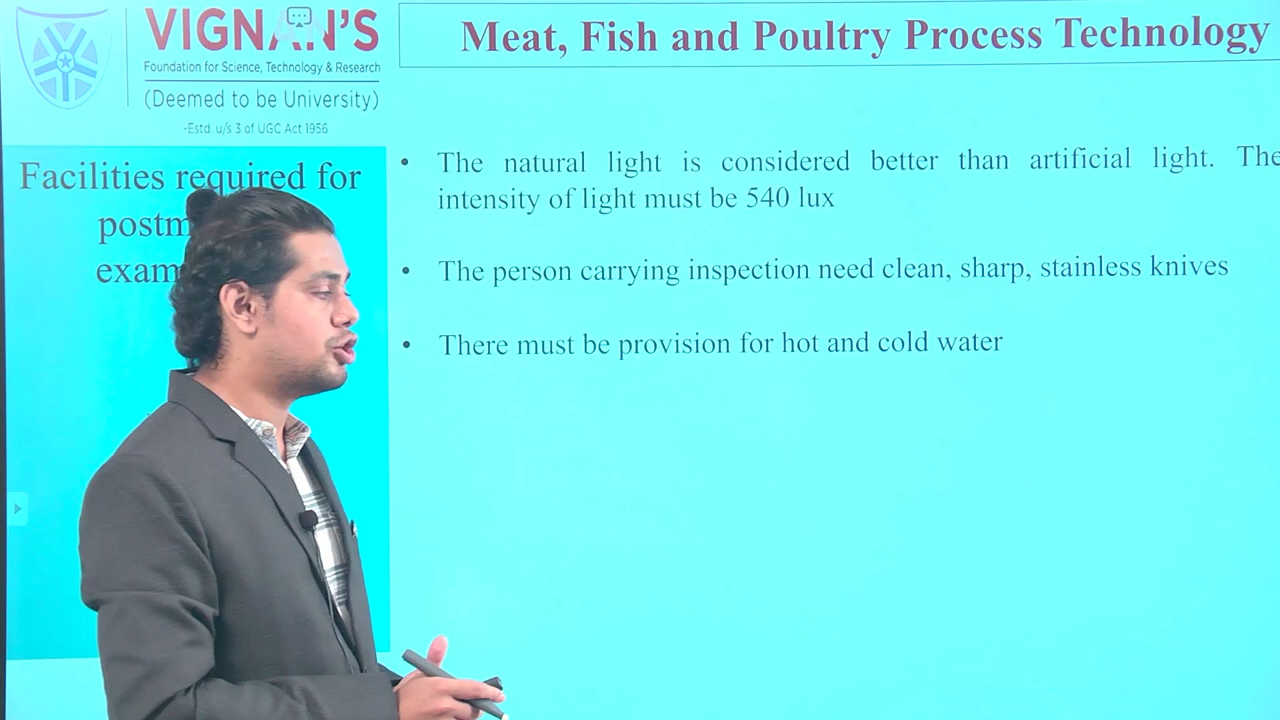 VIGNAN'S
Foundation for Science, Technology & Research
(Deemed to be University)
-Estd. u/s 3 of UGC Act 1956
Meat, Fish and Poultry Process Technology
Facilities required for
• The natural light is considered better than artificial light. The
intensity of light must be 540 lux
• The person carrying inspection need clean, sharp, stainless knives
• There must be provision for hot and cold water